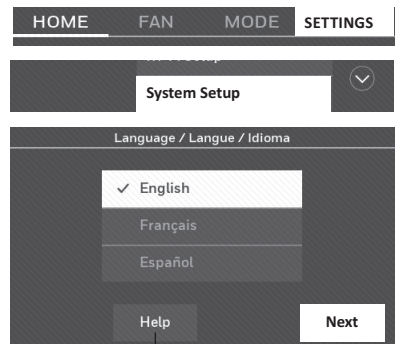 HOME FAN MODE SETTINGS
System Setup
Language / Langue / Idioma
✓ English
Français
Español
Help Next